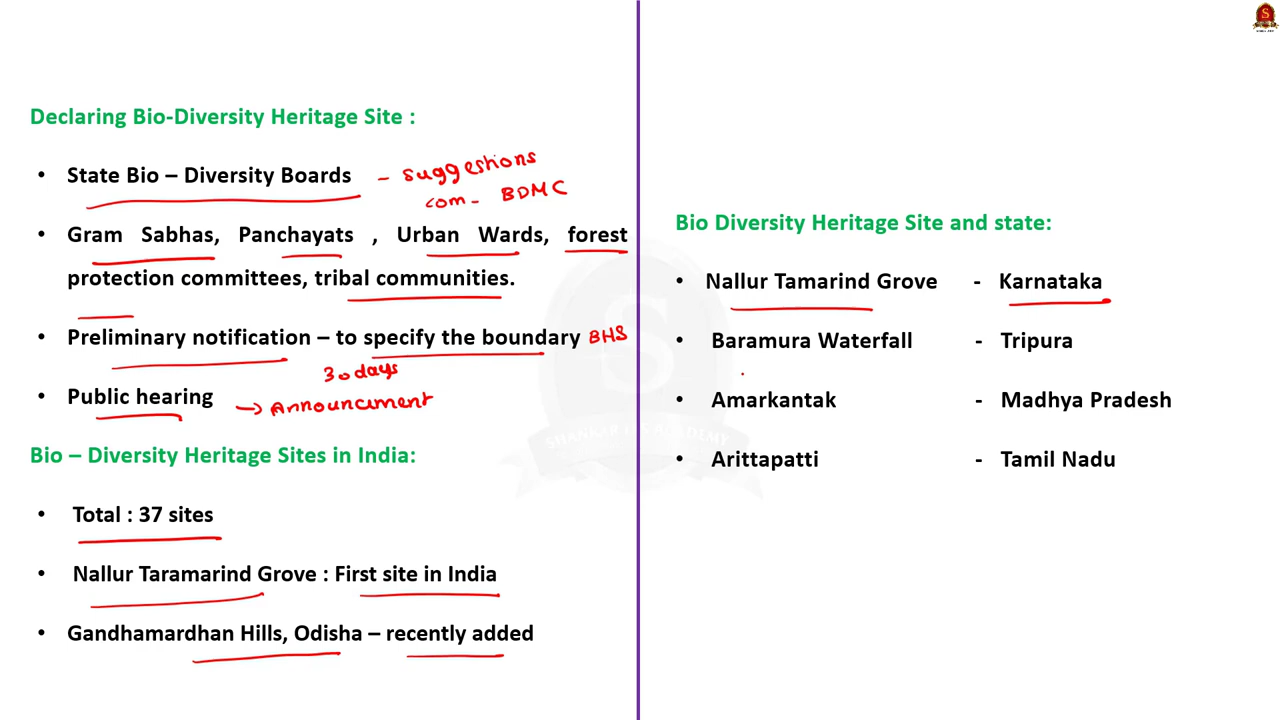 Declaring Bio-Diversity Heritage Site :
• State Bio – Diversity Boards - suggestions
com - BDMC
• Gram Sabhas, Panchayats , Urban Wards, forest
protection committees, tribal communities.
• Preliminary notification – to specify the boundary BHS
30 days
• Public hearing → Announcement
Bio – Diversity Heritage Sites in India:
• Total : 37 sites
• Nallur Taramarind Grove : First site in India
• Gandhamardhan Hills, Odisha – recently added
Bio Diversity Heritage Site and state:
• Nallur Tamarind Grove - Karnataka
• Baramura Waterfall - Tripura
• Amarkantak - Madhya Pradesh
• Arittapatti - Tamil Nadu